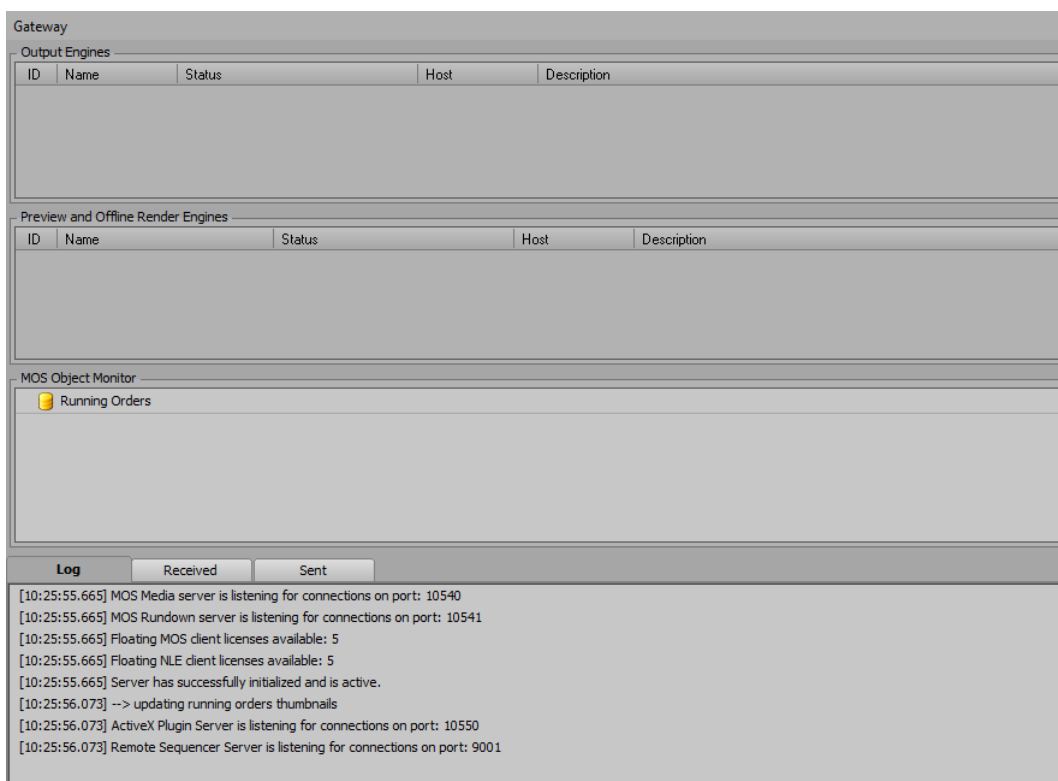 Gateway
Output Engines
ID Name Status Host Description
Preview and Offline Render Engines
ID Name Status Host Description
MOS Object Monitor
Running Orders
Log Received Sent
[10:25:55.665] MOS Media server is listening for connections on port: 10540
[10:25:55.665] MOS Rundown server is listening for connections on port: 10541
[10:25:55.665] Floating MOS client licenses available: 5
[10:25:55.665] Floating NLE client licenses available: 5
[10:25:55.665] Server has successfully initialized and is active.
[10:25:56.073] --> updating running orders thumbnails
[10:25:56.073] ActiveX Plugin Server is listening for connections on port: 10550
[10:25:56.073] Remote Sequencer Server is listening for connections on port: 9001